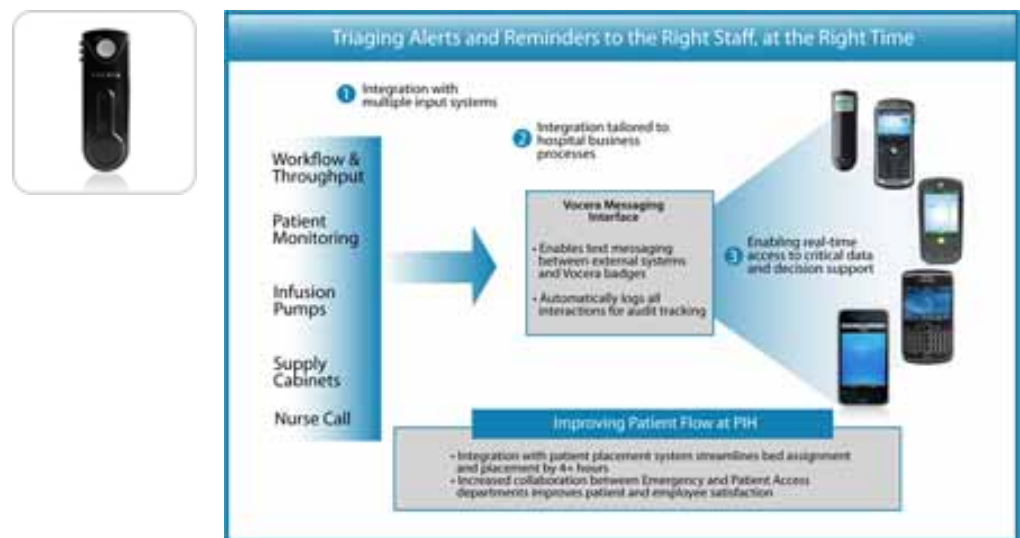 Triaging Alerts and Reminders to the Right Staff, at the Right Time
1 Integration with
multiple input systems
2 Integration tailored to
hospital business
processes
Workflow &
Throughput
Patient
Monitoring
Infusion
Pumps
Supply
Cabinets
Nurse Call
Vocera Messaging
Interface
• Enables text messaging
between external systems
and Vocera badges
• Automatically logs all
interactions for audit tracking
3 Enabling real-time
access to critical data
and decision support
Improving Patient Flow at PIH
• Integration with patient placement system streamlines bed assignment
and placement by 4+ hours
• Increased collaboration between Emergency and Patient Access
departments improves patient and employee satisfaction